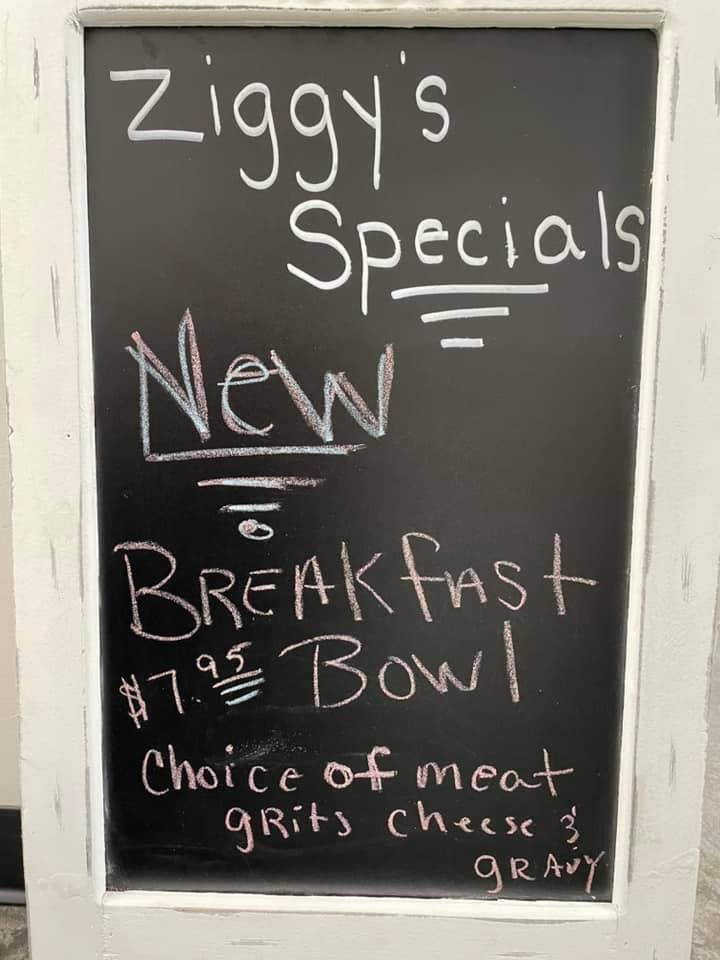 Ziggy's
Specials
New
BREAKfAst
$7.95 Bowl
Choice of meat
gRits cheese &
gRAvy